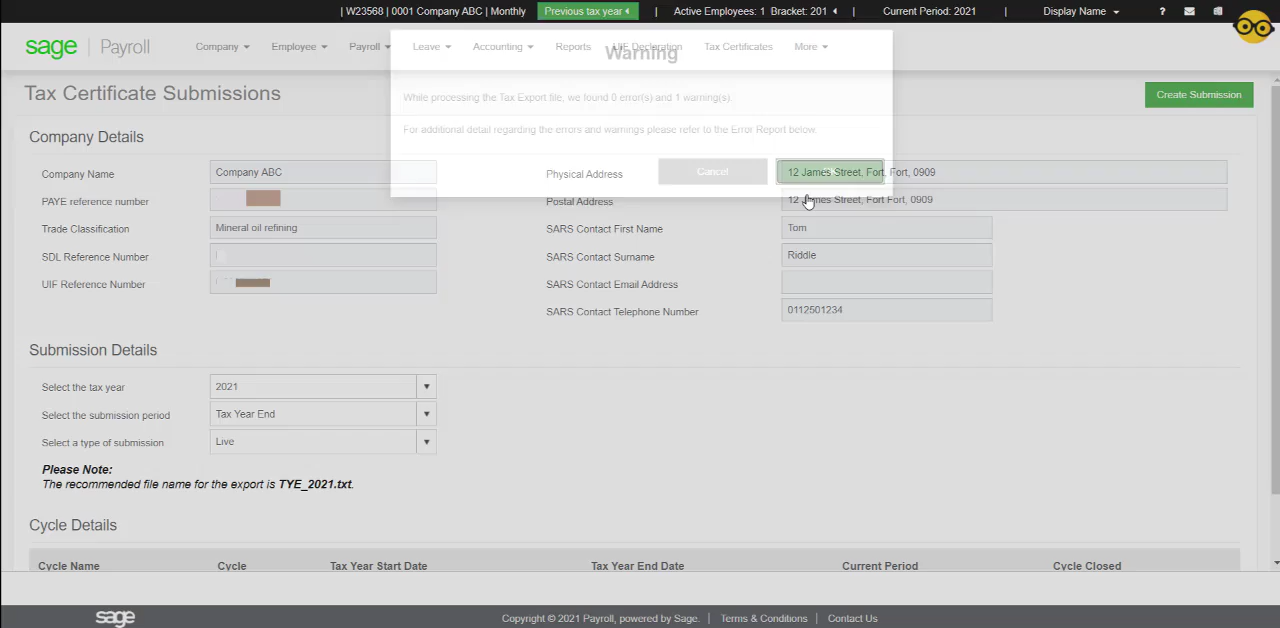 | W23568 | 0001 Company ABC | Monthly Previous tax year | Active Employees: 1 Bracket: 201 | Current Period: 2021 | Display Name ?
sage | Payroll Company Employee Payroll Leave Accounting Reports UIF Declaration Tax Certificates More
Warning
Tax Certificate Submissions
Create Submission
While processing the Tax Export file, we found 0 error(s) and 1 warning(s).
For additional detail regarding the errors and warnings please refer to the Error Report below.
Cancel
Company Details
Company Name Company ABC
PAYE reference number
Trade Classification Mineral oil refining
SDL Reference Number
UIF Reference Number
Physical Address 12 James Street, Fort, Fort, 0909
Postal Address 12 James Street, Fort Fort, 0909
SARS Contact First Name Tom
SARS Contact Surname Riddle
SARS Contact Email Address
SARS Contact Telephone Number 0112501234
Submission Details
Select the tax year 2021
Select the submission period Tax Year End
Select a type of submission Live
Please Note:
The recommended file name for the export is TYE_2021.txt.
Cycle Details
Cycle Name Cycle Tax Year Start Date Tax Year End Date Current Period Cycle Closed
sage Copyright © 2021 Payroll, powered by Sage. | Terms & Conditions | Contact Us